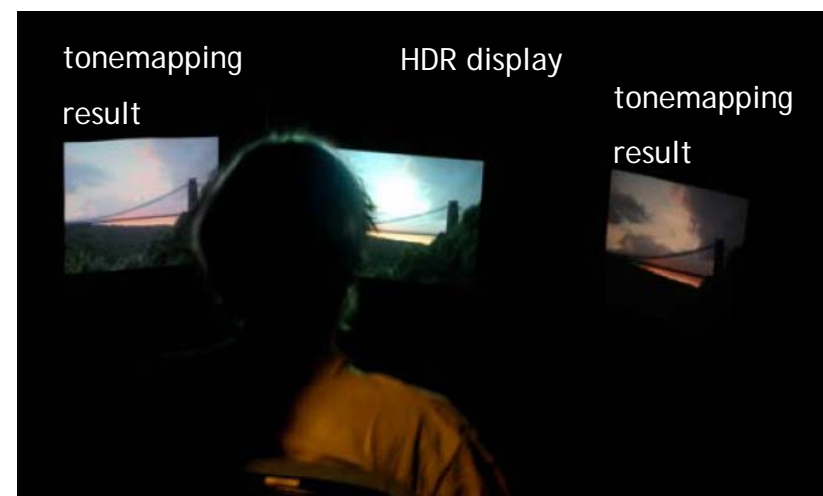 tonemapping
result
HDR display
tonemapping
result